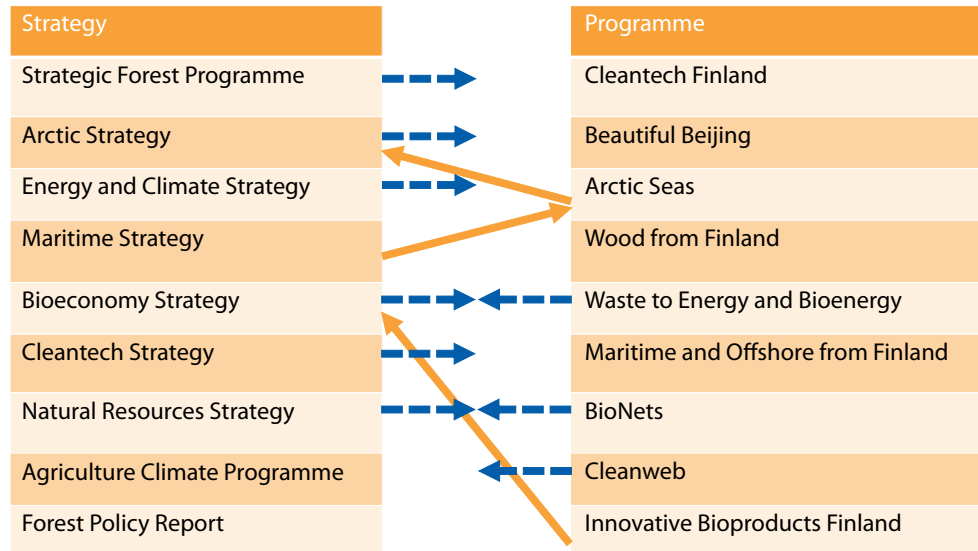 Strategy
Programme
Strategic Forest Programme
Cleantech Finland
Arctic Strategy
Beautiful Beijing
Energy and Climate Strategy
Arctic Seas
Maritime Strategy
Wood from Finland
Bioeconomy Strategy
Waste to Energy and Bioenergy
Cleantech Strategy
Maritime and Offshore from Finland
Natural Resources Strategy
BioNets
Agriculture Climate Programme
Cleanweb
Forest Policy Report
Innovative Bioproducts Finland